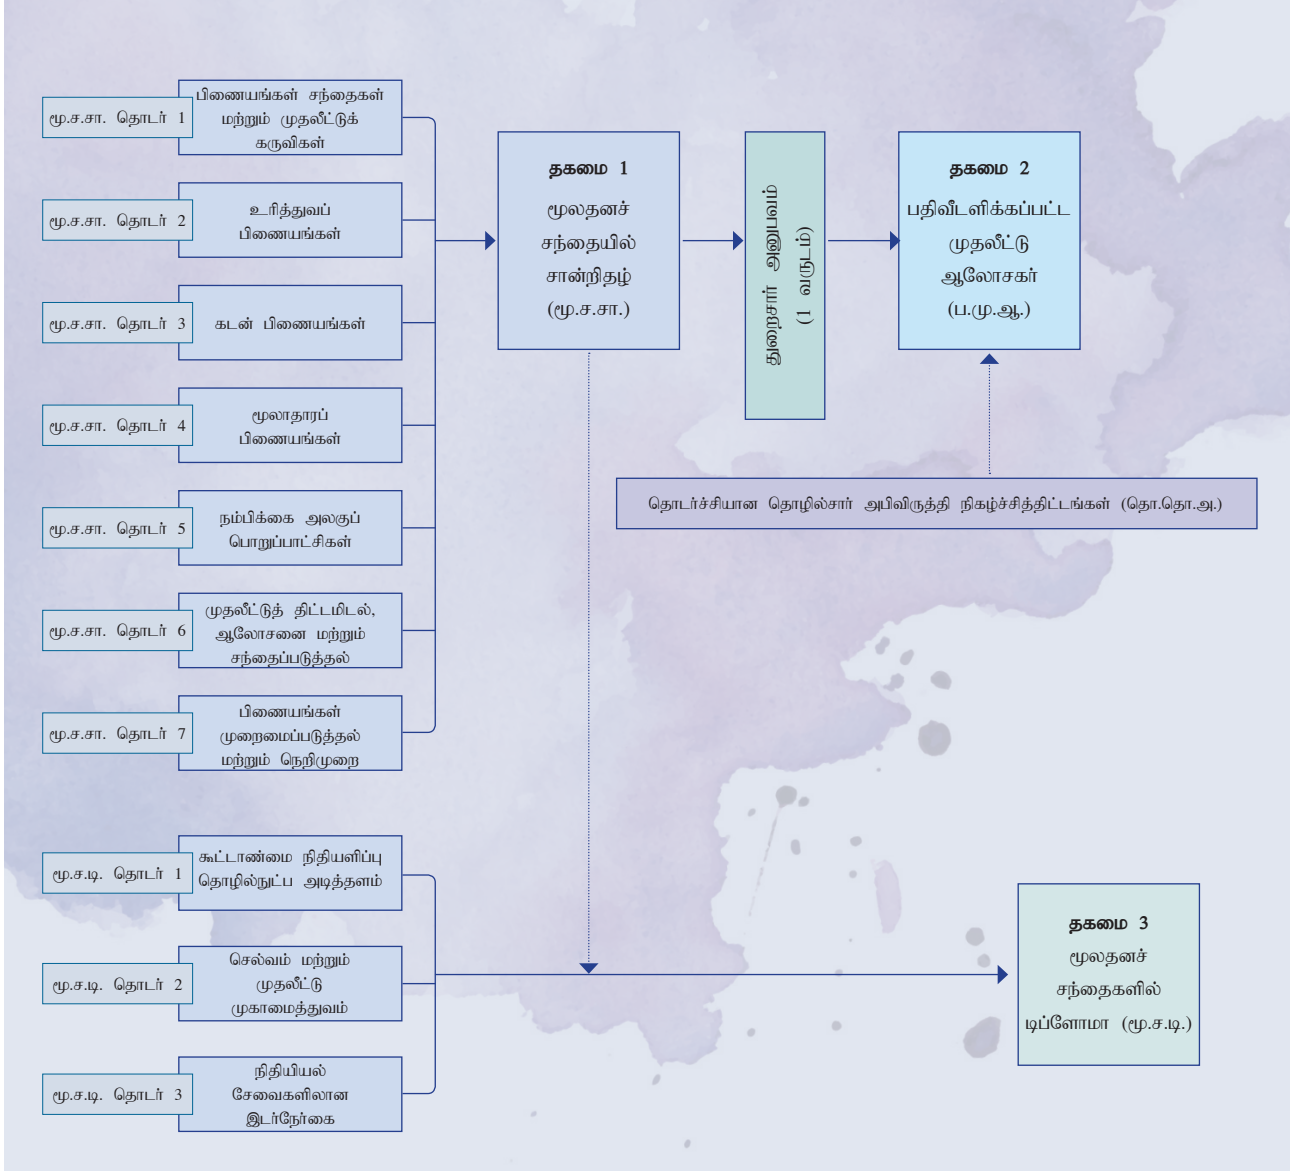 மூ.ச.சா. தொடர் 1
பிணையங்கள் சந்தைகள்
மற்றும் முதலீட்டுக்
கருவிகள்
மூ.ச.சா. தொடர் 2
உரித்துவப்
பிணையங்கள்
மூ.ச.சா. தொடர் 3
கடன் பிணையங்கள்
மூ.ச.சா. தொடர் 4
மூலாதாரப்
பிணையங்கள்
மூ.ச.சா. தொடர் 5
நம்பிக்கை அலகுப்
பொறுப்பாட்சிகள்
மூ.ச.சா. தொடர் 6
முதலீட்டுத் திட்டமிடல்,
ஆலோசனை மற்றும்
சந்தைப்படுத்தல்
மூ.ச.சா. தொடர் 7
பிணையங்கள்
முறைமைப்படுத்தல்
மற்றும் நெறிமுறை
தகமை 1
மூலதனச்
சந்தையில்
சான்றிதழ்
(மூ.ச.சா.)
துறைசார் அனுபவம்
(1 வருடம்)
தகமை 2
பதிவீடளிக்கப்பட்ட
முதலீட்டு
ஆலோசகர்
(ப.மு.ஆ.)
தொடர்ச்சியான தொழில்சார் அபிவிருத்தி நிகழ்ச்சித்திட்டங்கள் (தொ.தொ.அ.)
மூ.ச.டி. தொடர் 1
கூட்டாண்மை நிதியளிப்பு
தொழில்நுட்ப அடித்தளம்
மூ.ச.டி. தொடர் 2
செல்வம் மற்றும்
முதலீட்டு
முகாமைத்துவம்
மூ.ச.டி. தொடர் 3
நிதியியல்
சேவைகளிலான
இடர்நேர்கை
தகமை 3
மூலதனச்
சந்தைகளில்
டிப்ளோமா (மூ.ச.டி.)